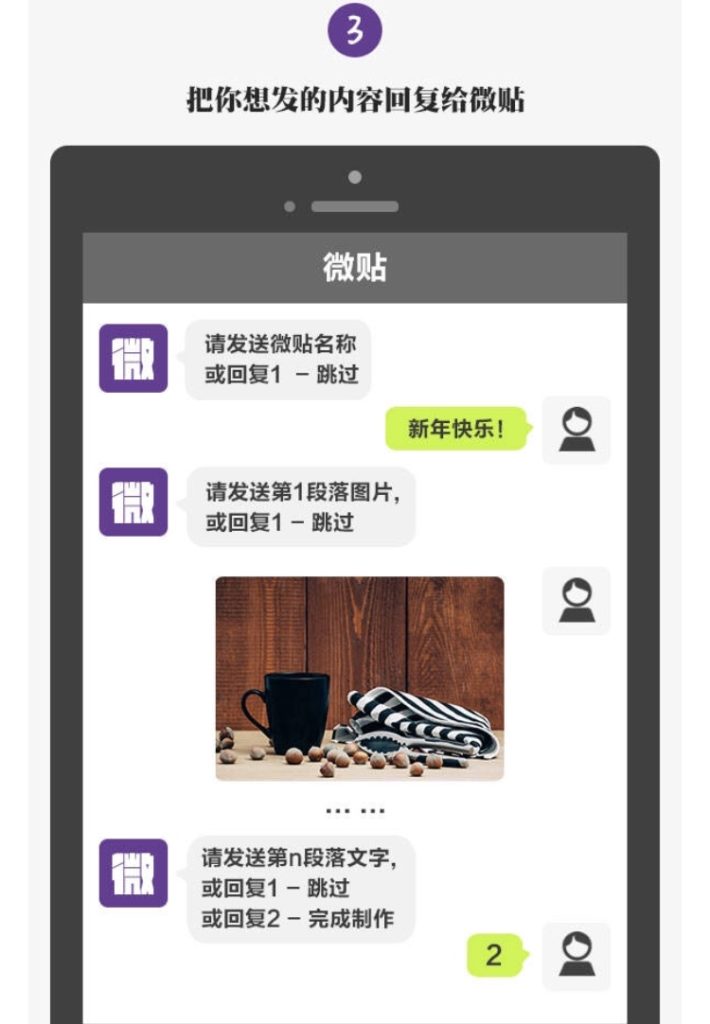 3
把你想发的内容回复给微贴
微贴
微
请发送微贴名称
或回复1 - 跳过
新年快乐!
微
请发送第1段落图片,
或回复1 - 跳过
... ...
微
请发送第n段落文字,
或回复1 - 跳过
或回复2 - 完成制作
2